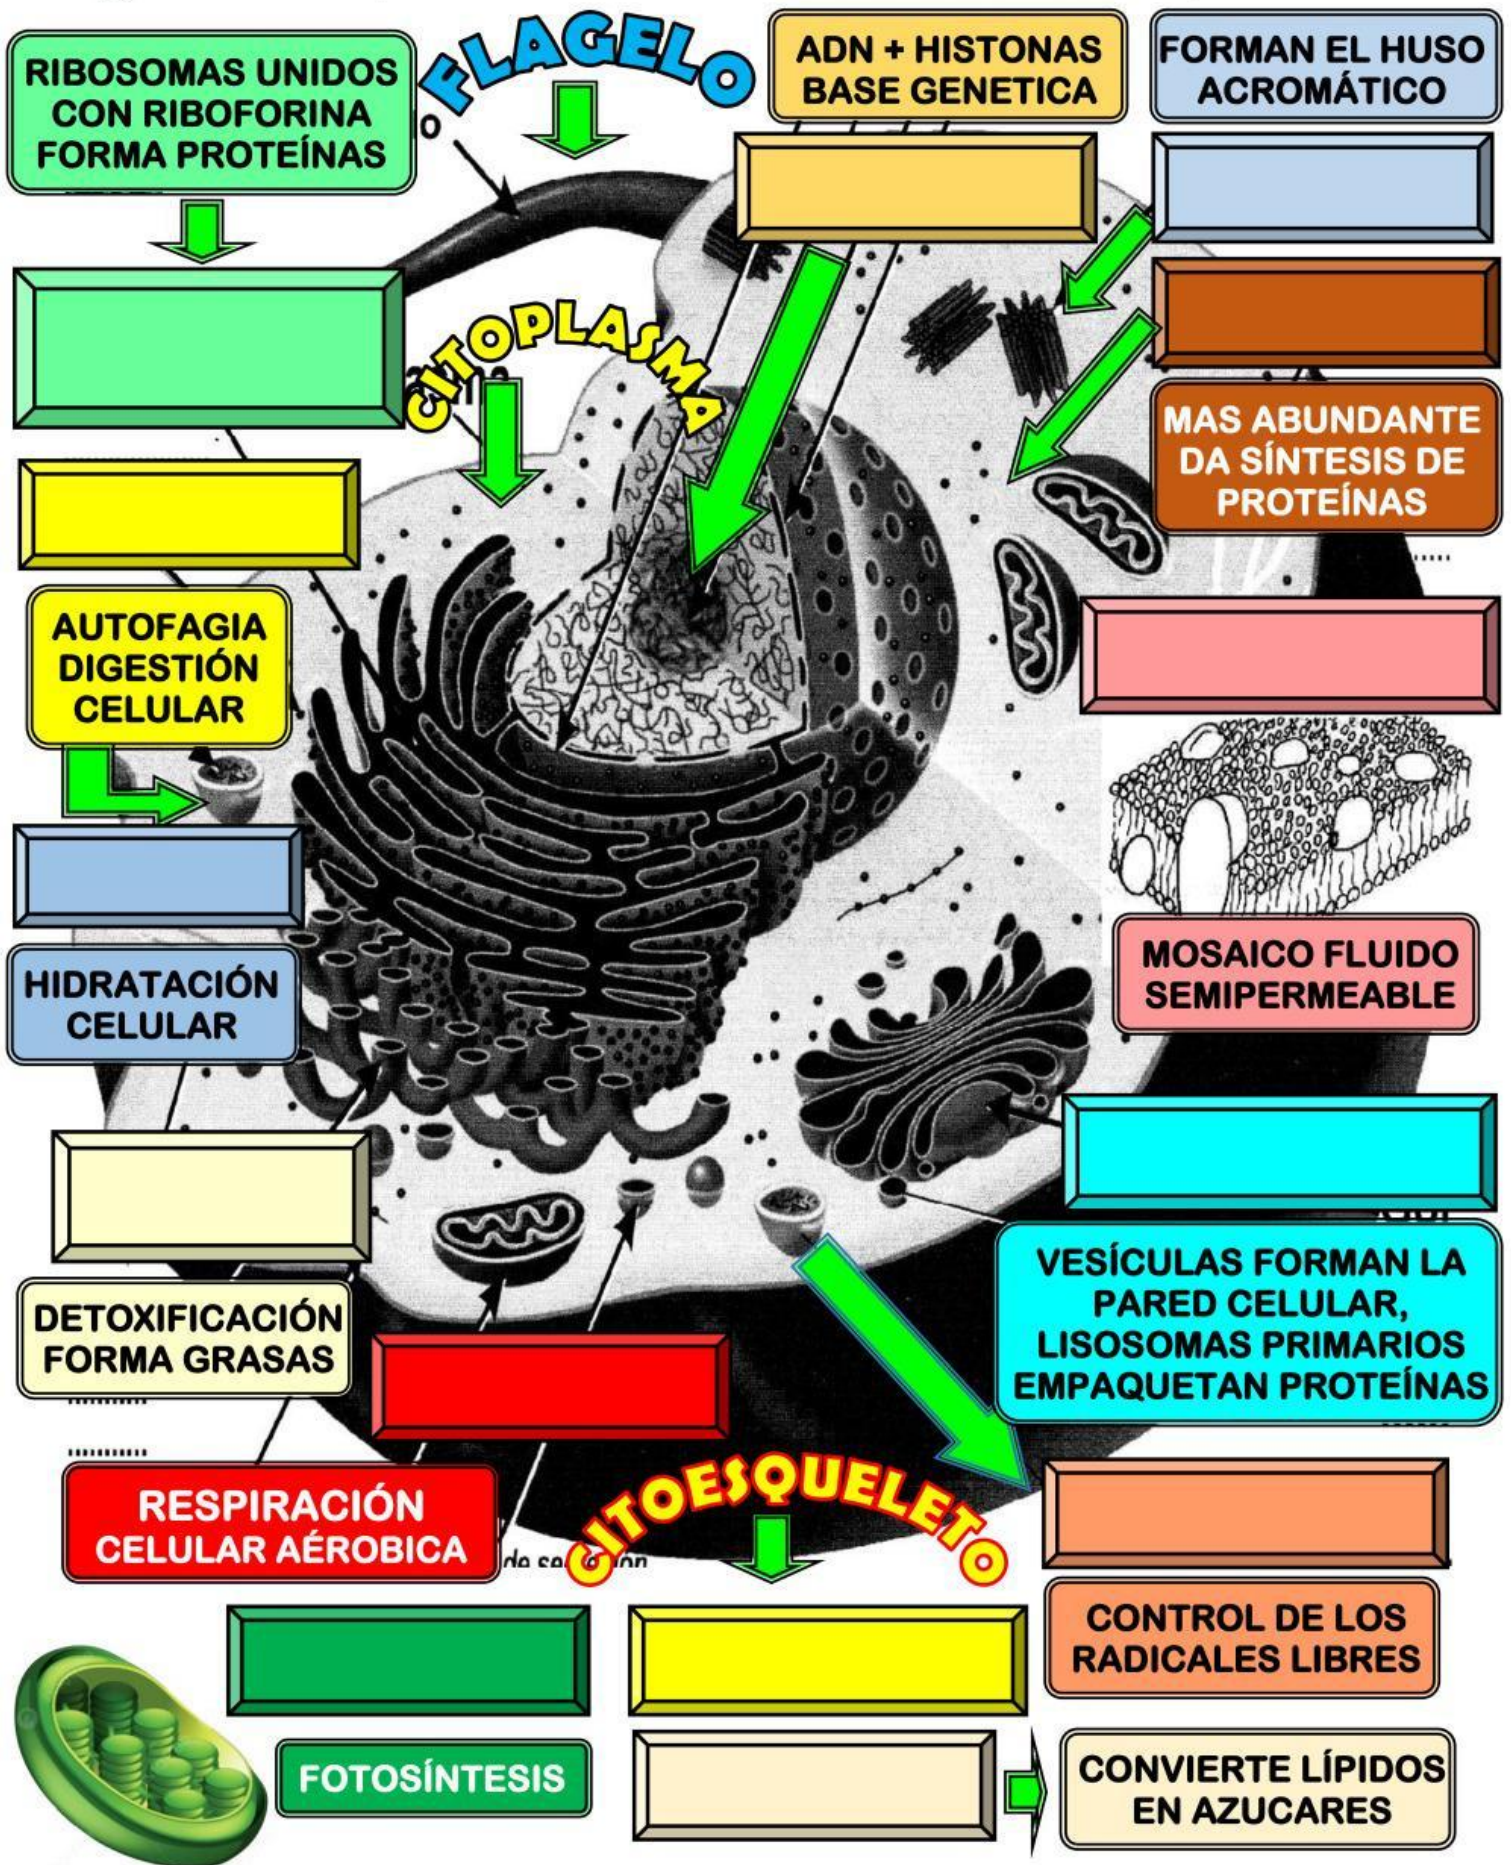 FLAGELO
RIBOSOMAS UNIDOS
CON RIBOFORINA
FORMA PROTEÍNAS
ADN + HISTONAS
BASE GENETICA
FORMAN EL HUSO
ACROMÁTICO
CITOPLASMA
MAS ABUNDANTE
DA SÍNTESIS DE
PROTEÍNAS
AUTOFAGIA
DIGESTIÓN
CELULAR
HIDRATACIÓN
CELULAR
MOSAICO FLUIDO
SEMIPERMEABLE
DETOXIFICACIÓN
FORMA GRASAS
VESÍCULAS FORMAN LA
PARED CELULAR,
LISOSOMAS PRIMARIOS
EMPAQUETAN PROTEÍNAS
RESPIRACIÓN
CELULAR AÉROBICA
CITOESQUELETO
CONTROL DE LOS
RADICALES LIBRES
FOTOSÍNTESIS
CONVIERTE LÍPIDOS
EN AZUCARES